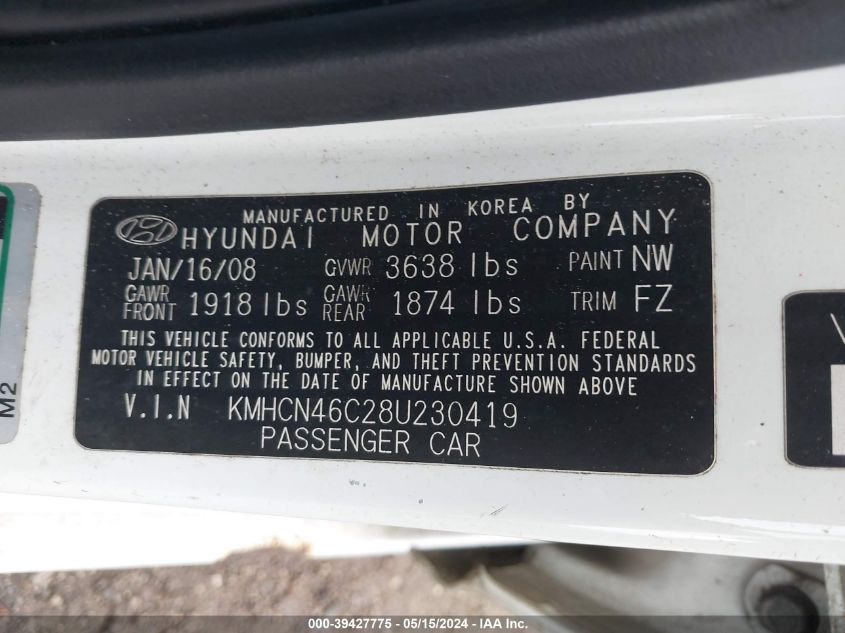 MANUFACTURED IN KOREA BY
HYUNDAI MOTOR COMPANY
JAN/16/08 GVWR 3638 lbs PAINT NW
GAWR FRONT 1918 lbs GAWR REAR 1874 lbs TRIM FZ
THIS VEHICLE CONFORMS TO ALL APPLICABLE U.S.A. FEDERAL
MOTOR VEHICLE SAFETY, BUMPER, AND THEFT PREVENTION STANDARDS
IN EFFECT ON THE DATE OF MANUFACTURE SHOWN ABOVE
V.I.N KMHCN46C28U230419
PASSENGER CAR
M2
V
000-39427775 - 05/15/2024 - IAAI.com